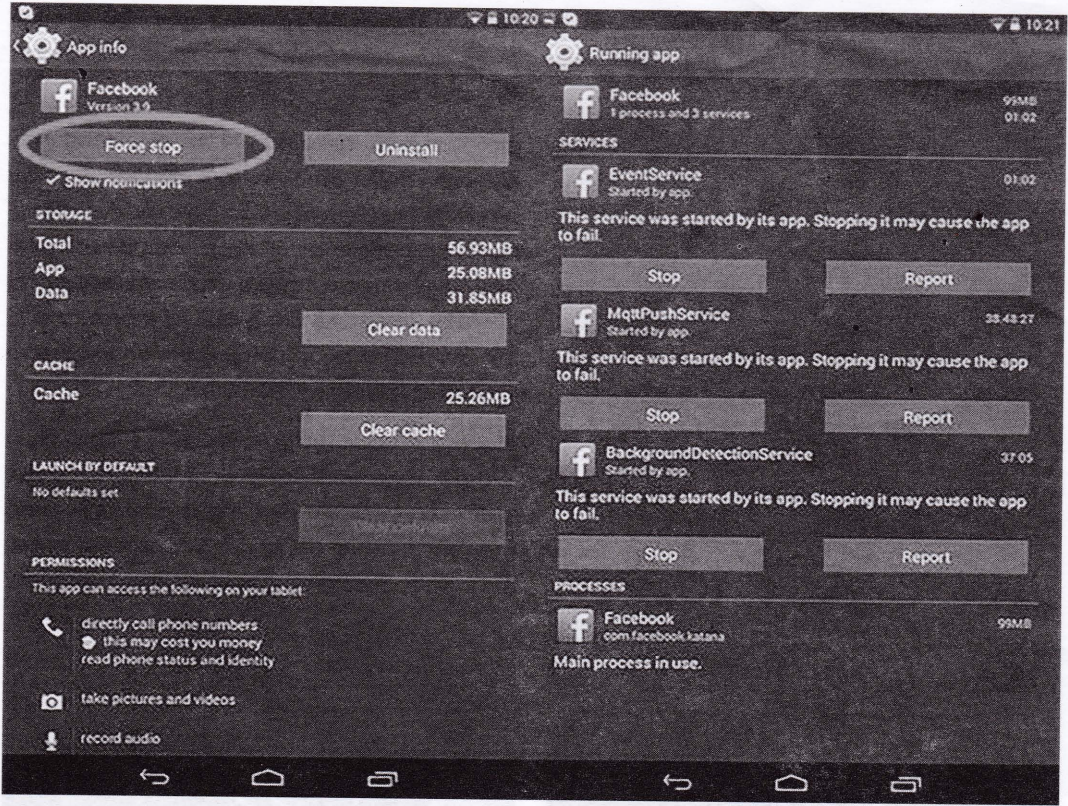 10:20
App info
Facebook
Version 3.9
Force stop
Uninstall
Show notifications
STORAGE
Total 56.93MB
App 25.08MB
Data 31.85MB
Clear data
CACHE
Cache 25.26MB
Clear cache
LAUNCH BY DEFAULT
No defaults set
PERMISSIONS
This app can access the following on your tablet:
directly call phone numbers
this may cost you money
read phone status and identity
take pictures and videos
record audio
10:21
Running app
Facebook 99MB
1 process and 3 services 01:02
SERVICES
EventService 01:02
Started by app.
This service was started by its app. Stopping it may cause the app
to fail.
Stop Report
MqttPushService 38:48:27
Started by app.
This service was started by its app. Stopping it may cause the app
to fail.
Stop Report
BackgroundDetectionService 37:05
Started by app.
This service was started by its app. Stopping it may cause the app
to fail.
Stop Report
PROCESSES
Facebook 99MB
com.facebook.katana
Main process in use.